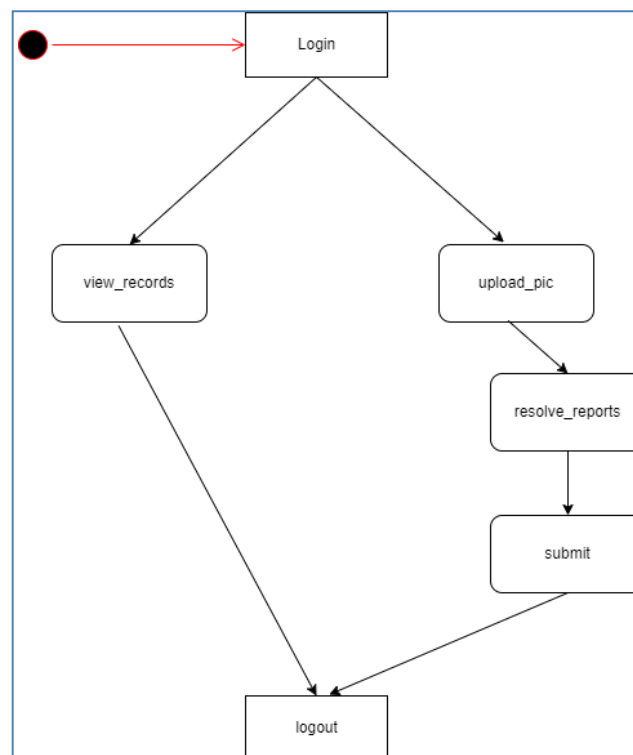 Login
view_records
upload_pic
resolve_reports
submit
logout